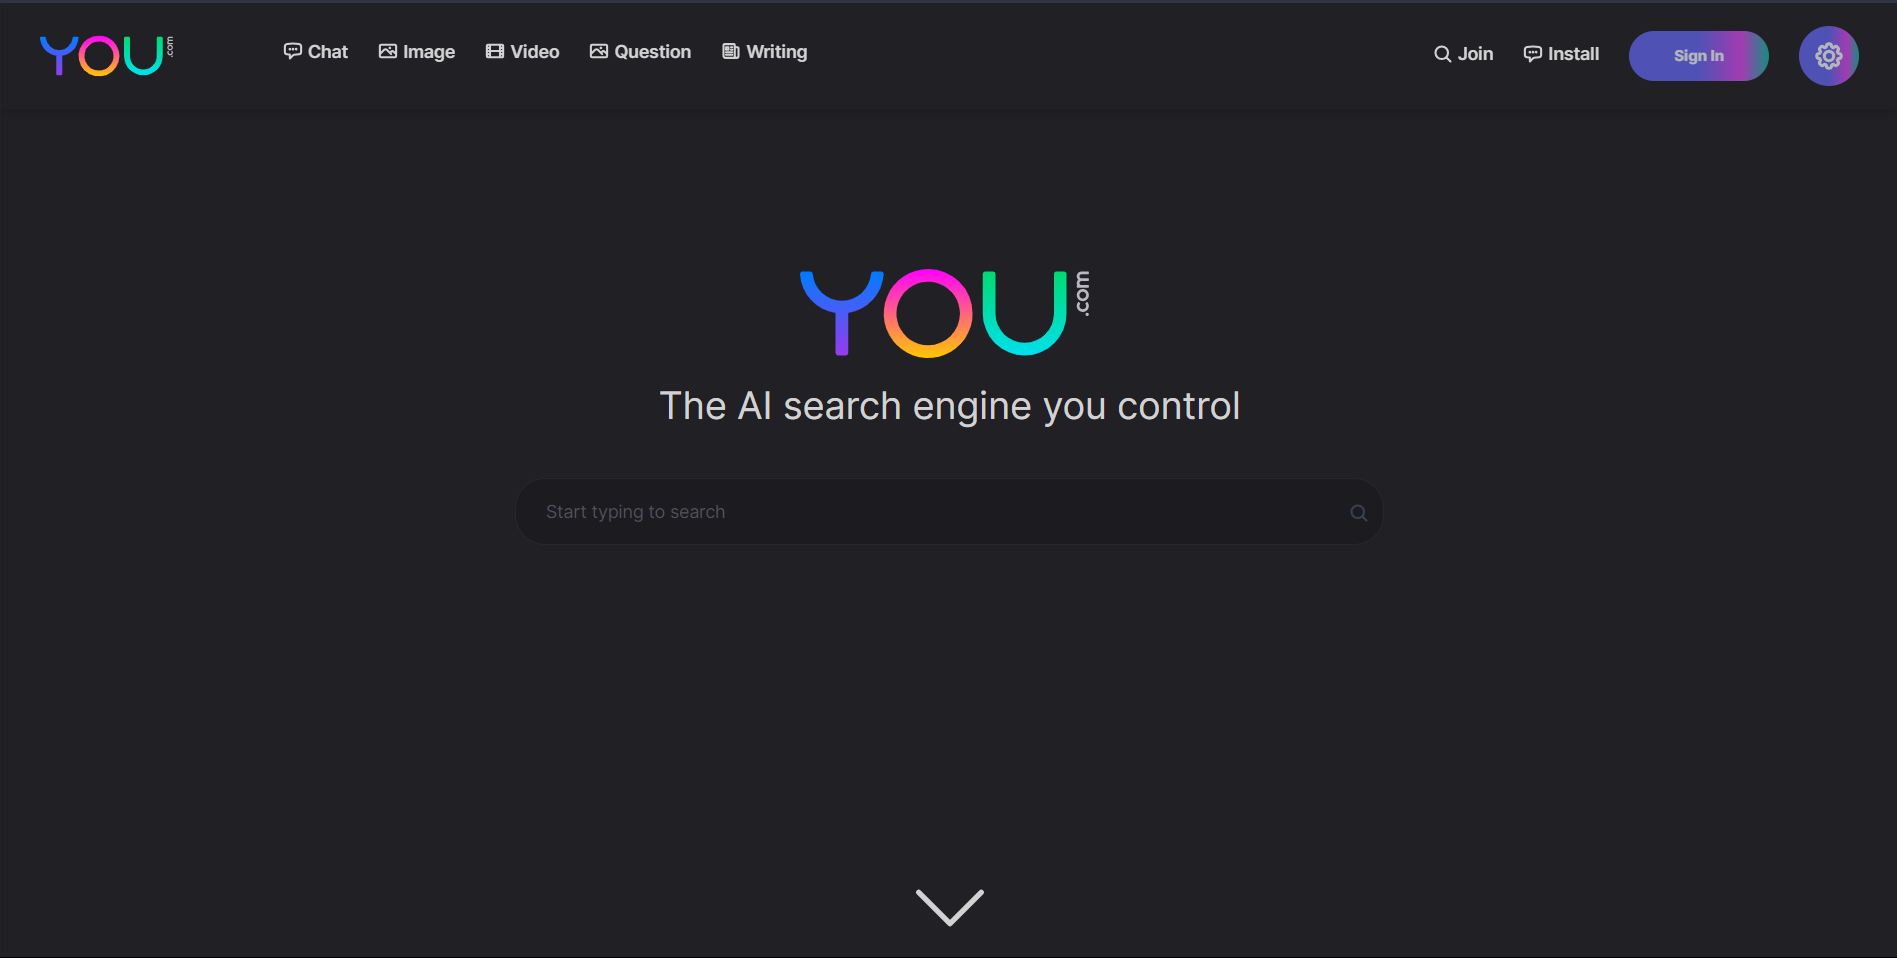 YOU.com
Chat Image Video Question Writing
Join Install Sign In
YOU.com
The AI search engine you control
Start typing to search